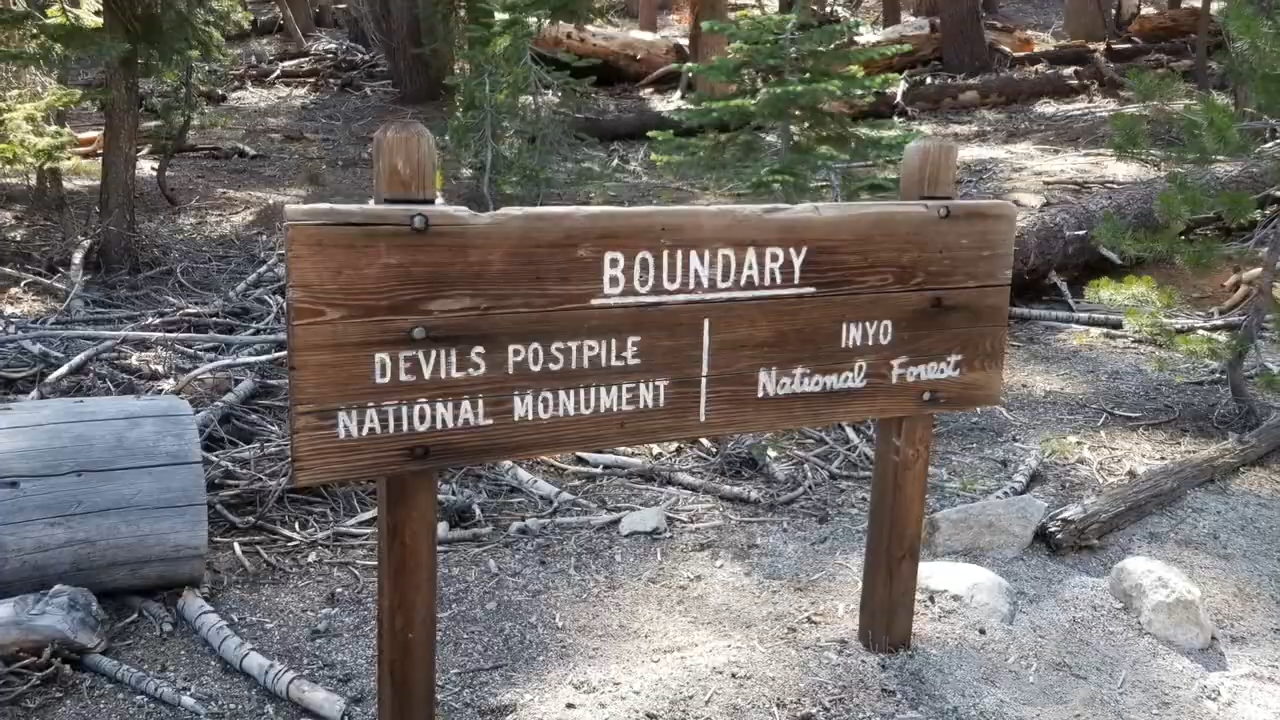 BOUNDARY
DEVILS POSTPILE
NATIONAL MONUMENT
INYO
National Forest